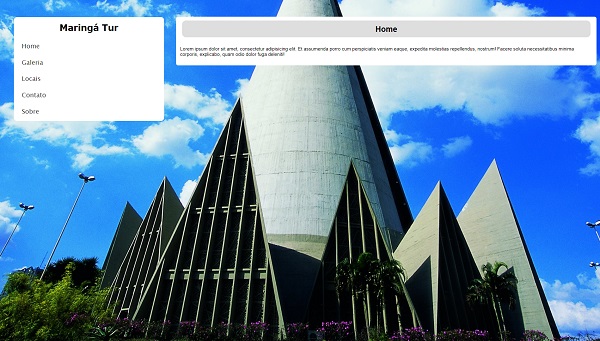 Maringá Tur
Home
Galeria
Locais
Contato
Sobre
Home
Lorem ipsum dolor sit amet, consectetur adipisicing elit. Et assumenda porro cum perspiciatis veniam eaque, expedita molestias repellendus, nostrum! Facere soluta necessitatibus minima
corporis, explicabo, quam odio dolor fuga deleniti!